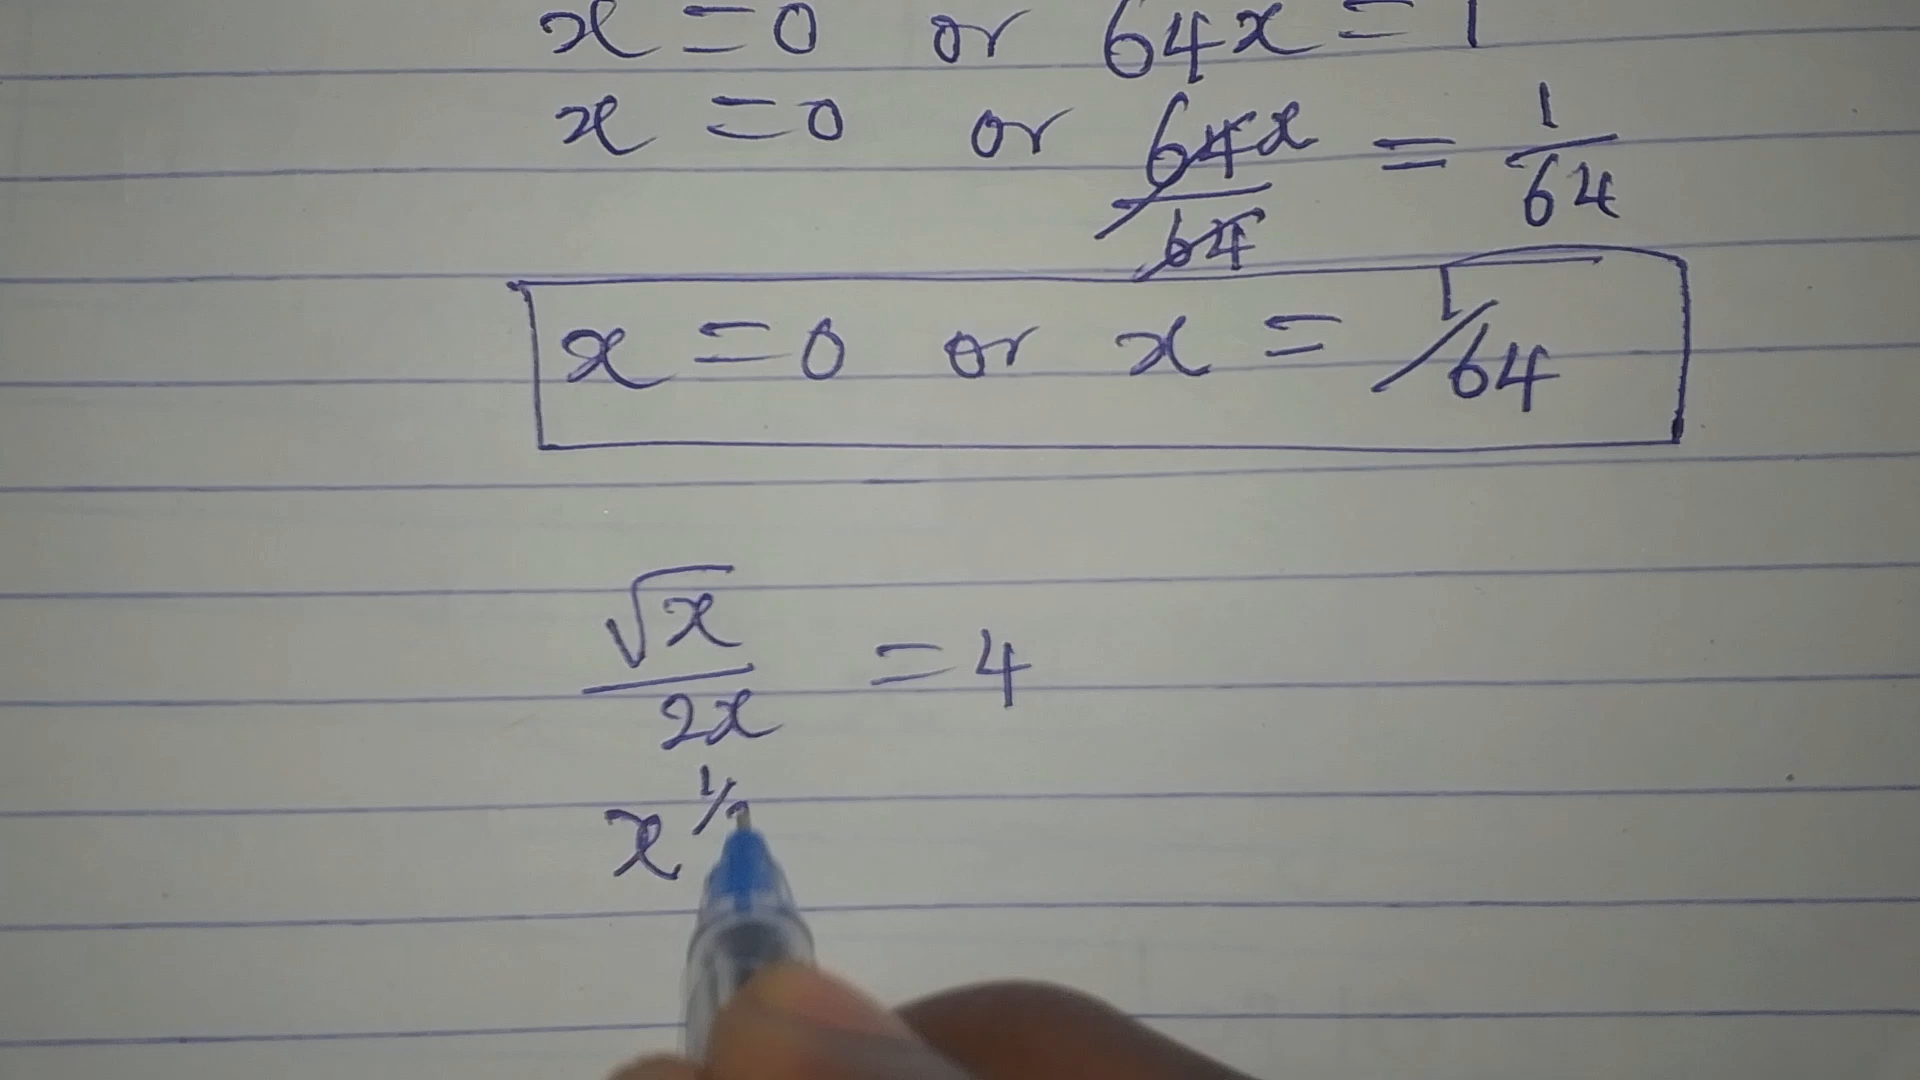 x = 0 or 64x = 1
x = 0 or 64x/64 = 1/64
x = 0 or x = 1/64
√x/2x = 4
x^1/2